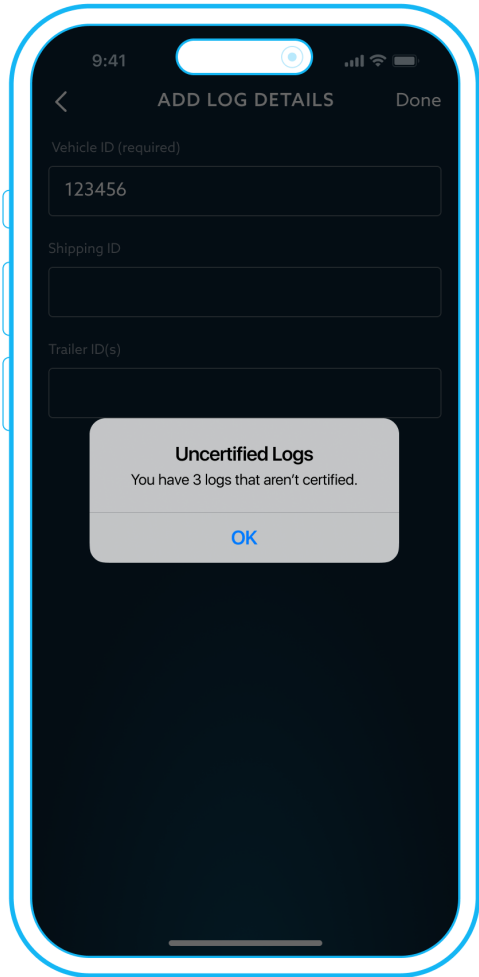 9:41
ADD LOG DETAILS Done
Vehicle ID (required)
123456
Shipping ID
Trailer ID(s)
Uncertified Logs
You have 3 logs that aren’t certified.
OK